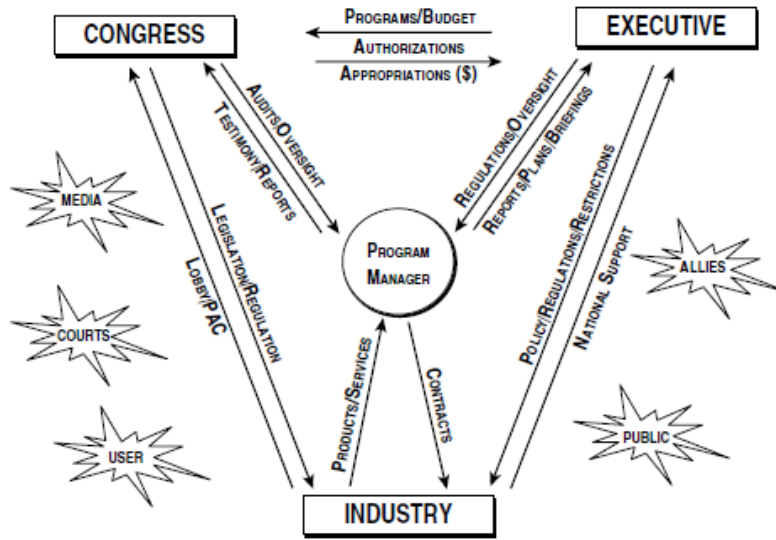 CONGRESS
PROGRAMS/BUDGET
AUTHORIZATIONS
APPROPRIATIONS ($)
EXECUTIVE
AUDITS/OVERSIGHT
TESTIMONY/REPORTS
REGULATIONS/OVERSIGHT
REPORTS/PLANS/BRIEFINGS
MEDIA
LEGISLATION/REGULATION
LOBBY/PAC
PROGRAM
MANAGER
POLICY/REGULATIONS/RESTRICTIONS
NATIONAL SUPPORT
ALLIES
COURTS
PRODUCTS/SERVICES
CONTRACTS
USER
PUBLIC
INDUSTRY